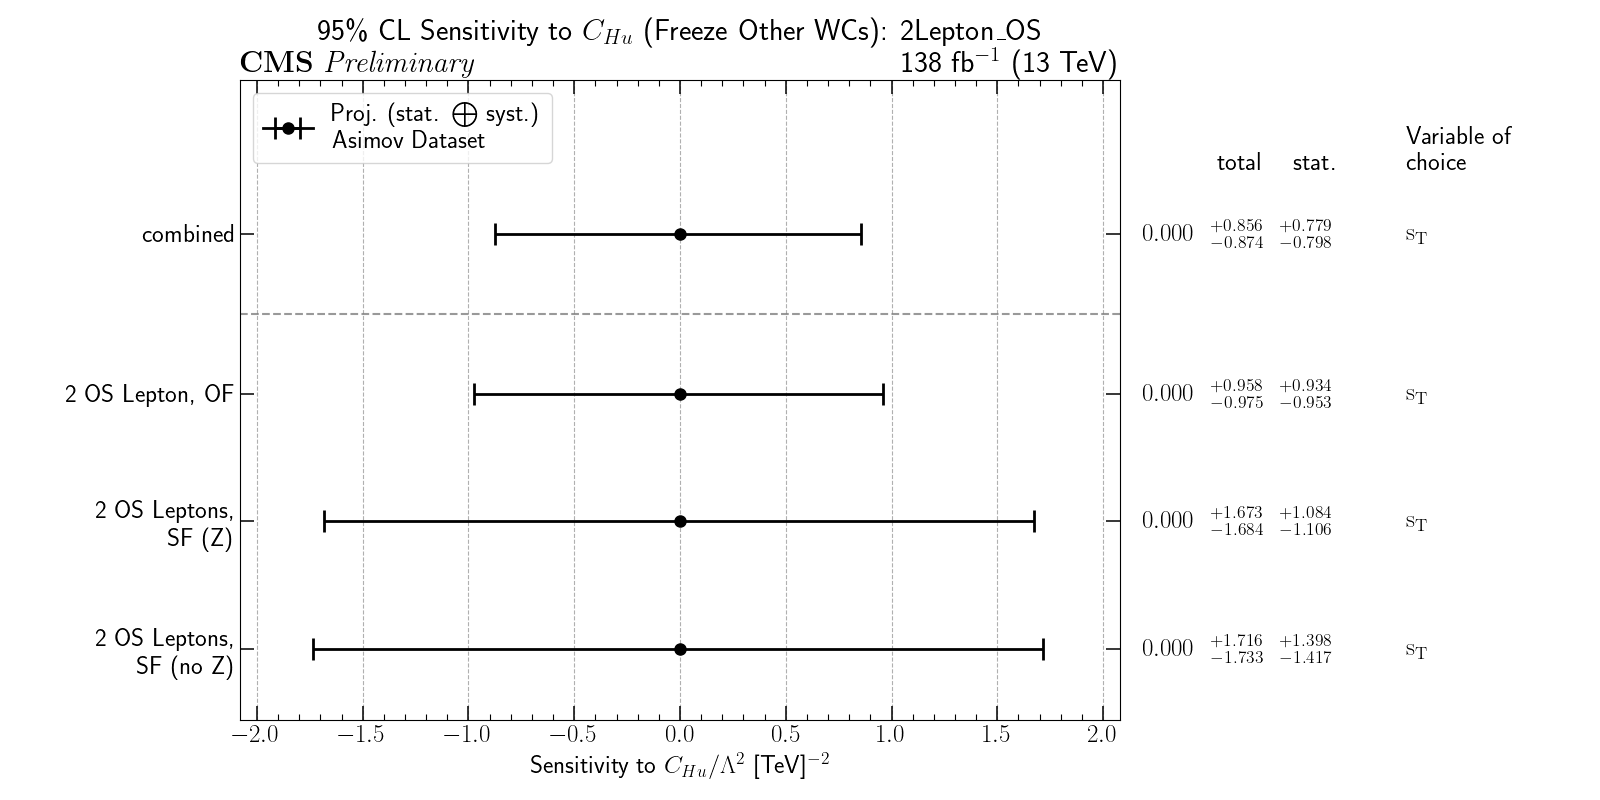 95% CL Sensitivity to C_{Hu} (Freeze Other WCs): 2Lepton_OS
CMS Preliminary 138 fb^{−1} (13 TeV)
Proj. (stat. ⨁ syst.)
Asimov Dataset
Variable of
total stat. choice
combined 0.000 +0.856 −0.874 +0.779 −0.798 s_T
2 OS Lepton, OF 0.000 +0.958 −0.975 +0.934 −0.953 s_T
2 OS Leptons,
SF (Z) 0.000 +1.673 −1.684 +1.084 −1.106 s_T
2 OS Leptons,
SF (no Z) 0.000 +1.716 −1.733 +1.398 −1.417 s_T
−2.0 −1.5 −1.0 −0.5 0.0 0.5 1.0 1.5 2.0
Sensitivity to C_{Hu}/Λ^2 [TeV]^{−2}